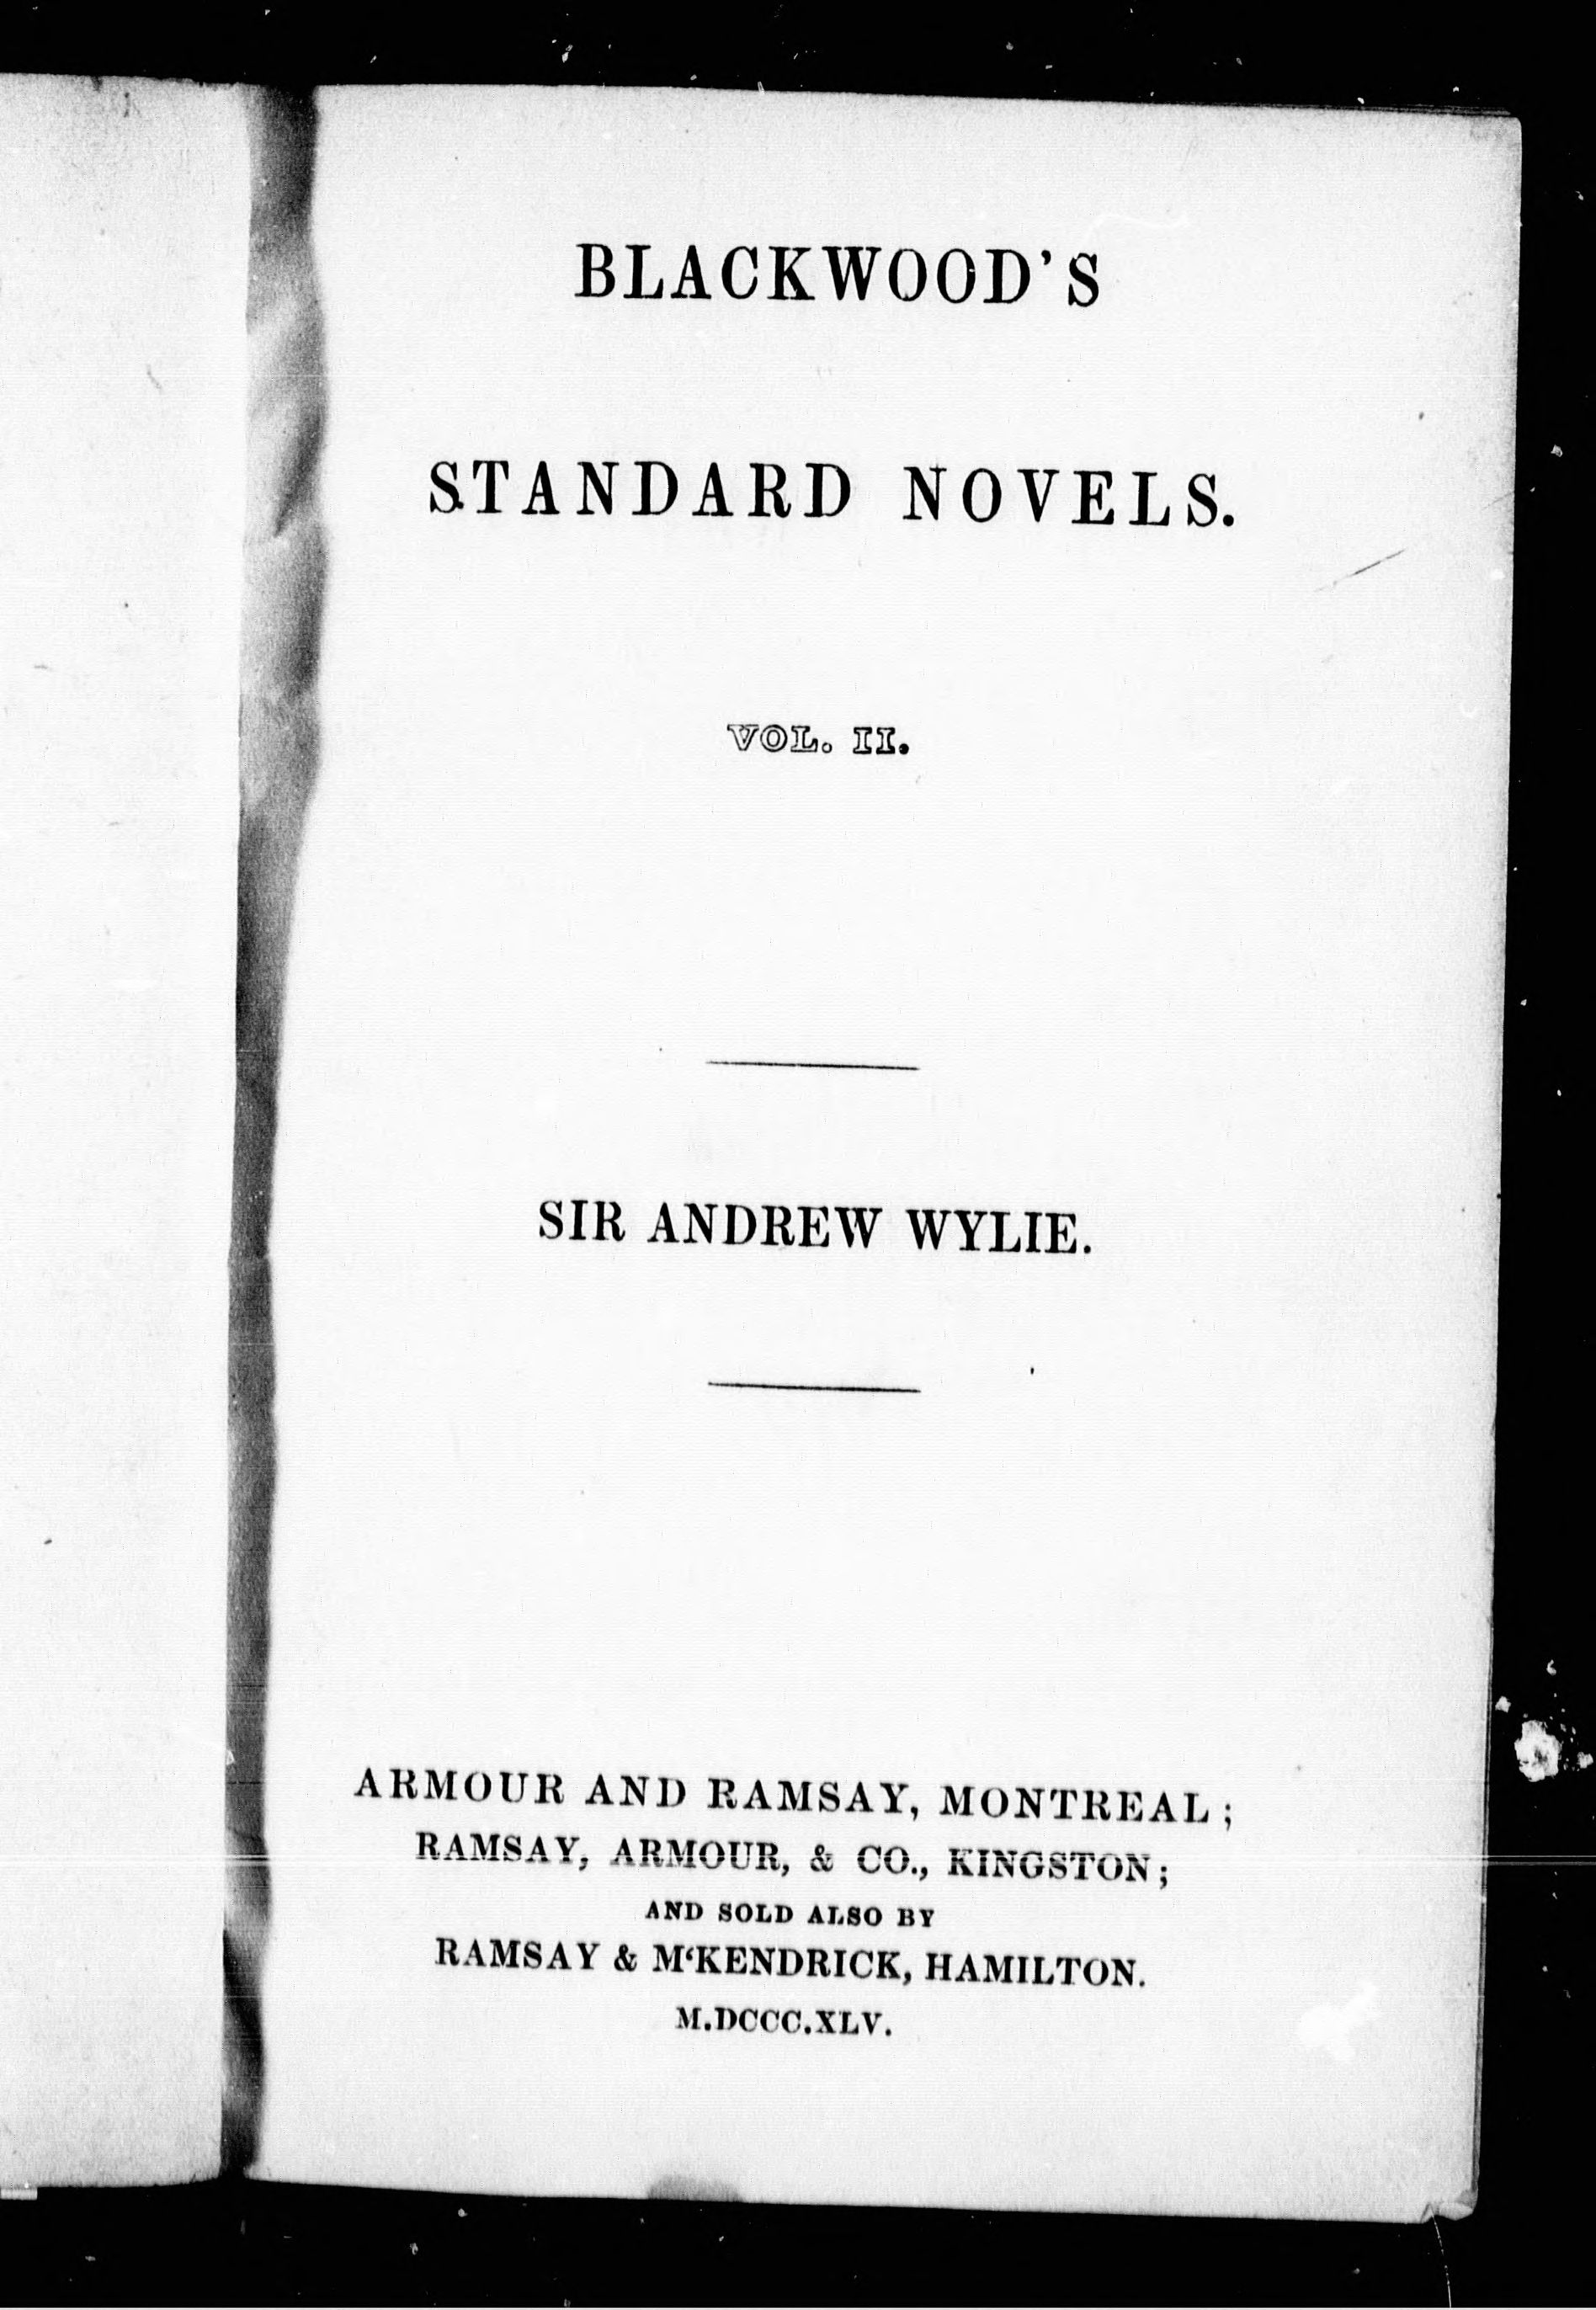 BLACKWOOD'S
STANDARD NOVELS.
VOL. II.
SIR ANDREW WYLIE.
ARMOUR AND RAMSAY, MONTREAL;
RAMSAY, ARMOUR, & CO., KINGSTON;
AND SOLD ALSO BY
RAMSAY & M‘KENDRICK, HAMILTON.
M.DCCC.XLV.